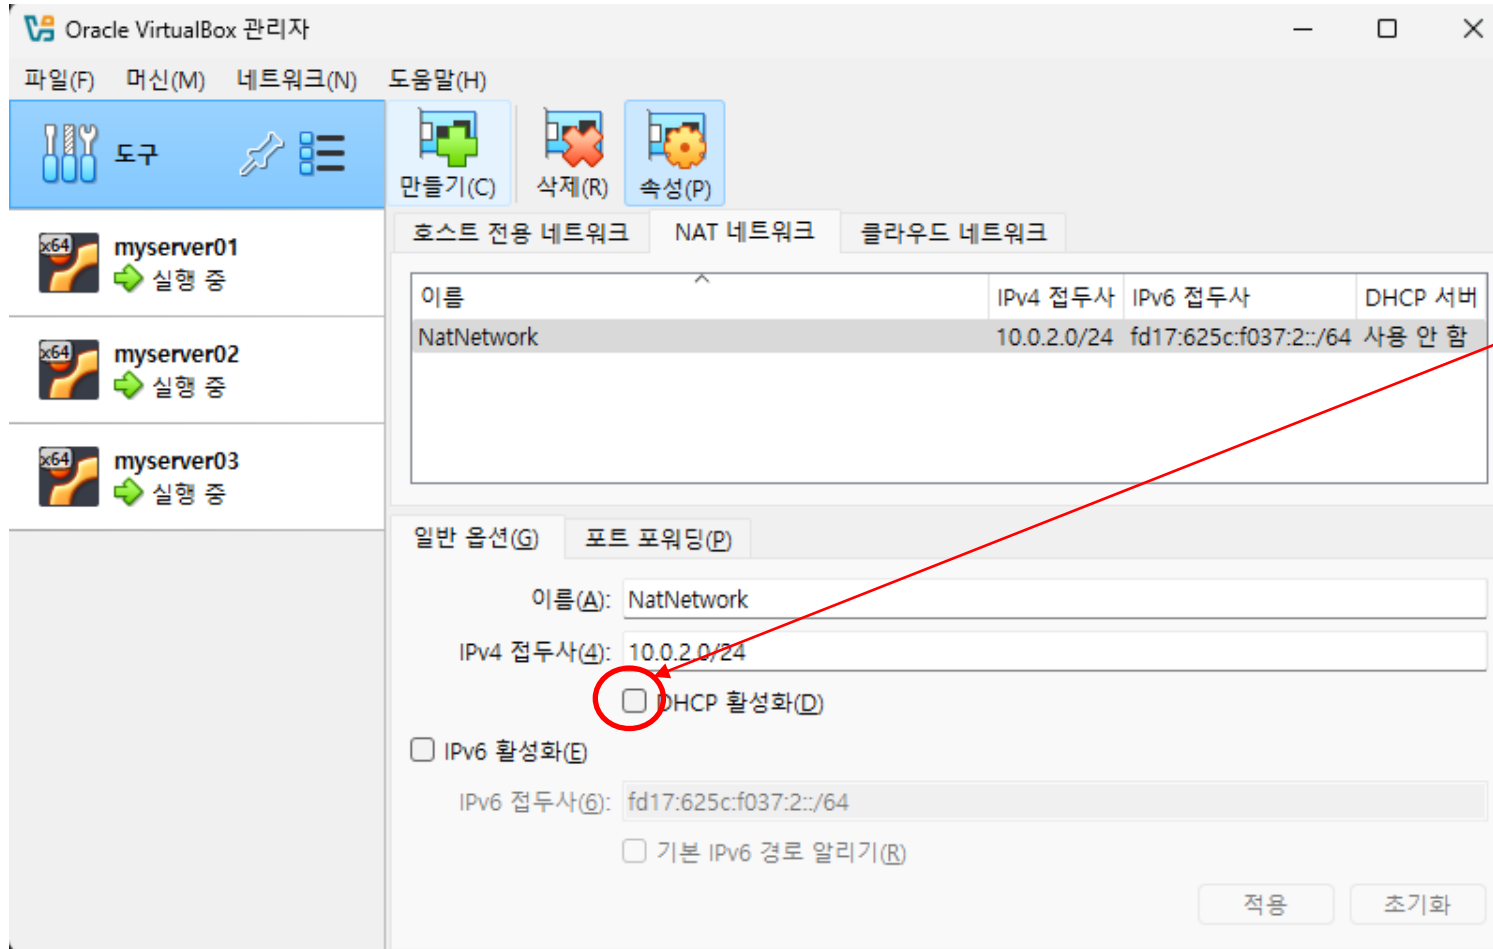 Oracle VirtualBox 관리자
파일(F) 머신(M) 네트워크(N) 도움말(H)
도구
만들기(C) 삭제(R) 속성(P)
호스트 전용 네트워크 NAT 네트워크 클라우드 네트워크
x64 myserver01
실행 중
x64 myserver02
실행 중
x64 myserver03
실행 중
이름 IPv4 접두사 IPv6 접두사 DHCP 서버
NatNetwork 10.0.2.0/24 fd17:625c:f037:2::/64 사용 안 함
일반 옵션(G) 포트 포워딩(P)
이름(A): NatNetwork
IPv4 접두사(4): 10.0.2.0/24
DHCP 활성화(D)
IPv6 활성화(E)
IPv6 접두사(6): fd17:625c:f037:2::/64
기본 IPv6 경로 알리기(R)
적용 초기화